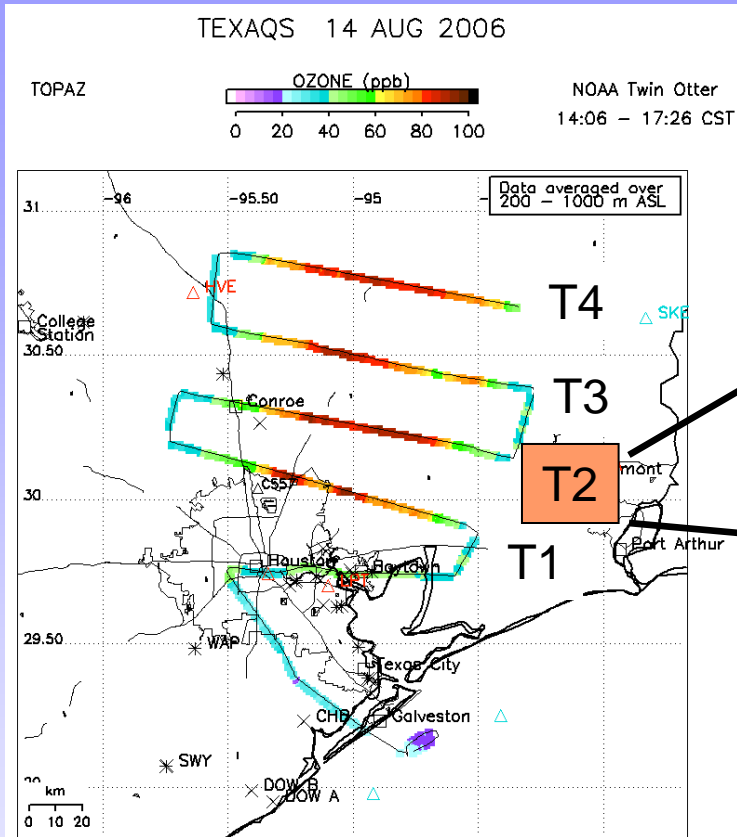 TEXAQS 14 AUG 2006
TOPAZ
OZONE (ppb)
0 20 40 60 80 100
NOAA Twin Otter
14:06 – 17:26 CST
Data averaged over
200 – 1000 m ASL
31
-96
-95.50
-95
T4
HVE
SKE
College
Station
30.50
T3
Conroe
T2
mont
30
C557
T1
Port Arthur
Houston
Baytown
29.50
WAP
Texas City
CHB
Galveston
SWY
DOW B
DOW A
km
0 10 20